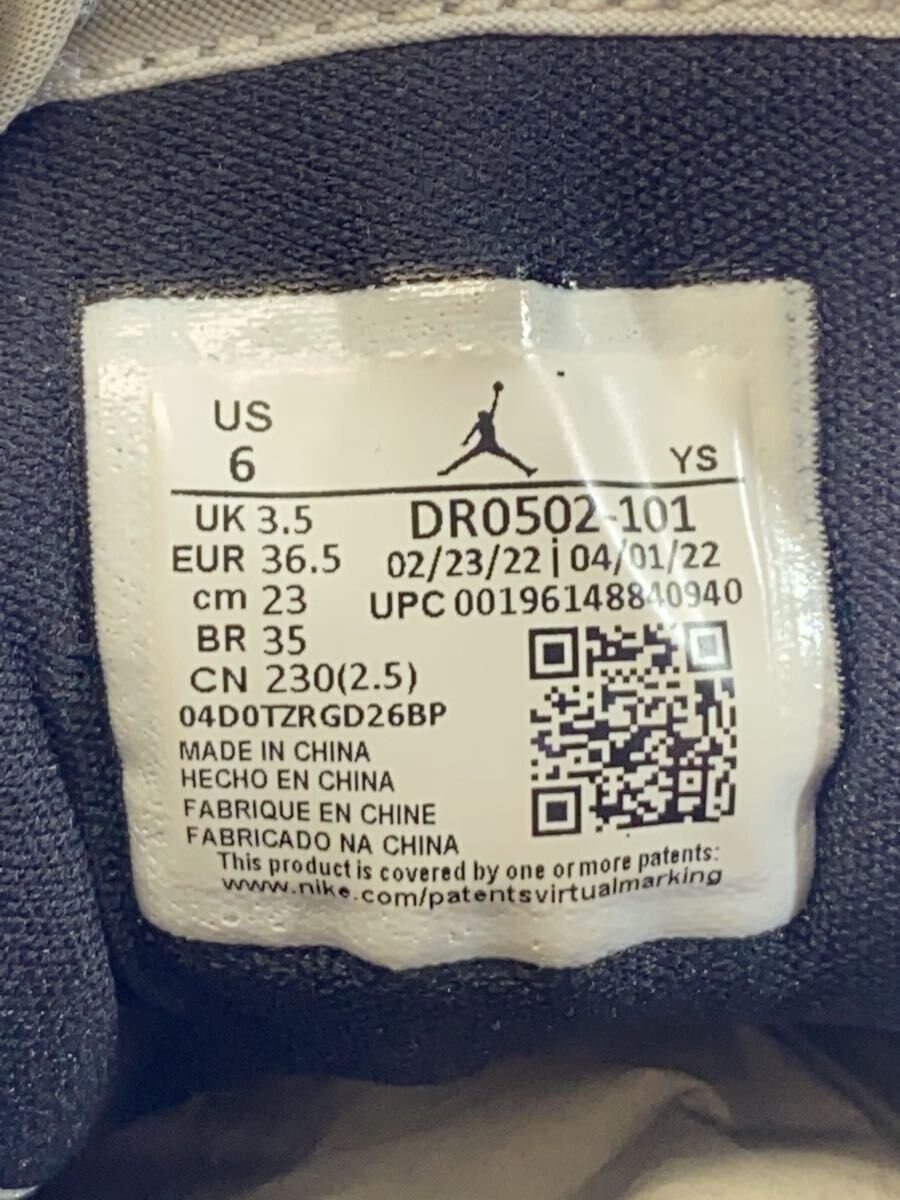 US
6
YS
UK 3.5
EUR 36.5
cm 23
BR 35
CN 230(2.5)
DR0502-101
02/23/22 | 04/01/22
UPC 00196148840940
04D0TZRGD26BP
MADE IN CHINA
HECHO EN CHINA
FABRIQUE EN CHINE
FABRICADO NA CHINA
This product is covered by one or more patents:
www.nike.com/patentsvirtualmarking